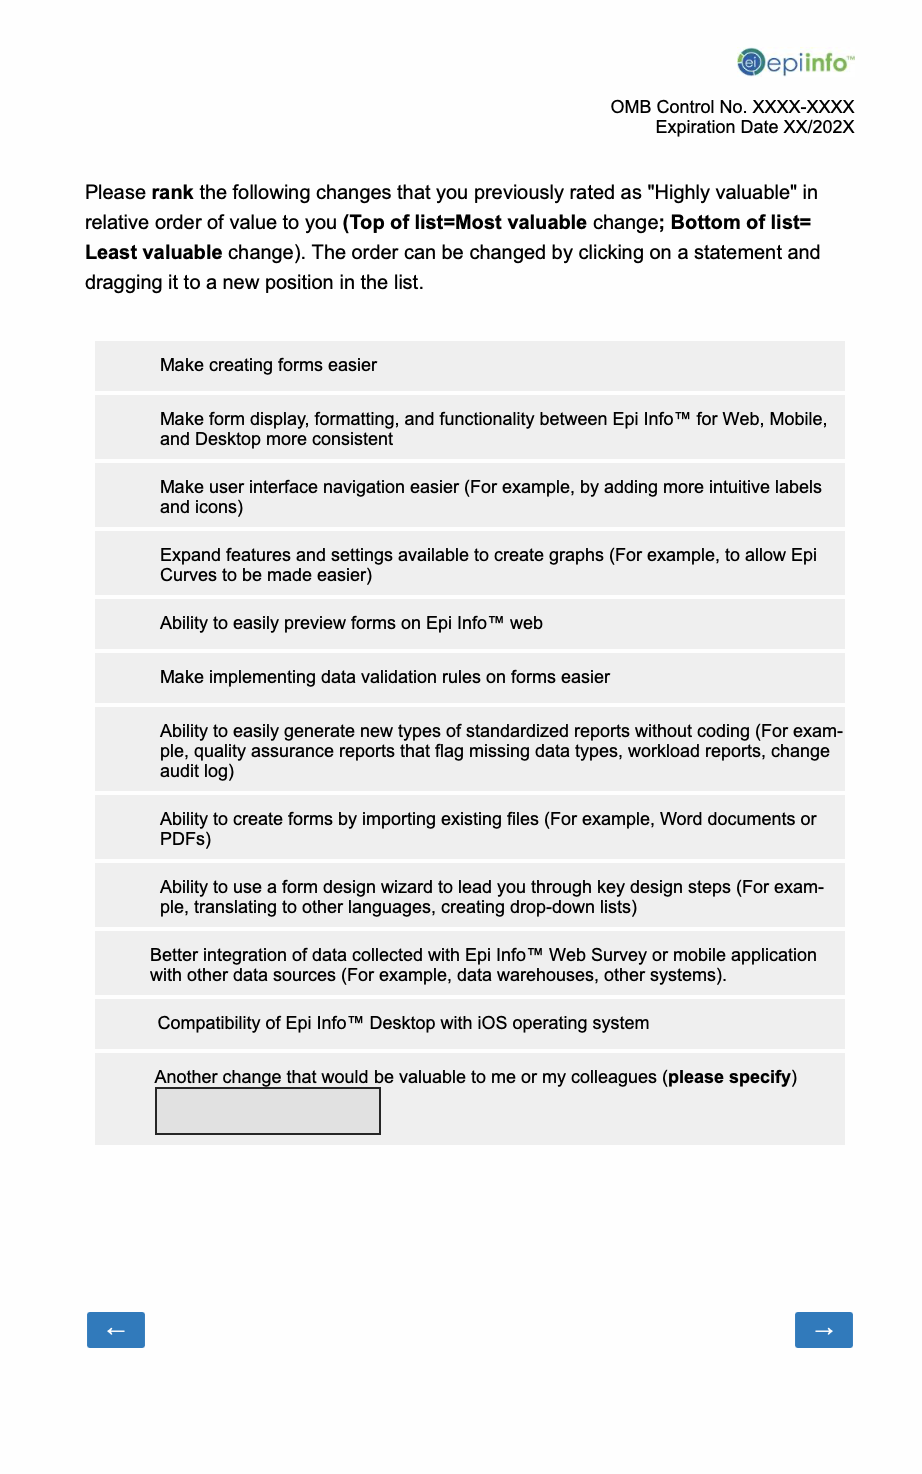 ei epiinfo™
OMB Control No. XXXX-XXXX
Expiration Date XX/202X
Please rank the following changes that you previously rated as "Highly valuable" in
relative order of value to you (Top of list=Most valuable change; Bottom of list=
Least valuable change). The order can be changed by clicking on a statement and
dragging it to a new position in the list.
Make creating forms easier
Make form display, formatting, and functionality between Epi Info™ for Web, Mobile,
and Desktop more consistent
Make user interface navigation easier (For example, by adding more intuitive labels
and icons)
Expand features and settings available to create graphs (For example, to allow Epi
Curves to be made easier)
Ability to easily preview forms on Epi Info™ web
Make implementing data validation rules on forms easier
Ability to easily generate new types of standardized reports without coding (For exam-
ple, quality assurance reports that flag missing data types, workload reports, change
audit log)
Ability to create forms by importing existing files (For example, Word documents or
PDFs)
Ability to use a form design wizard to lead you through key design steps (For exam-
ple, translating to other languages, creating drop-down lists)
Better integration of data collected with Epi Info™ Web Survey or mobile application
with other data sources (For example, data warehouses, other systems).
Compatibility of Epi Info™ Desktop with iOS operating system
Another change that would be valuable to me or my colleagues (please specify)
← →